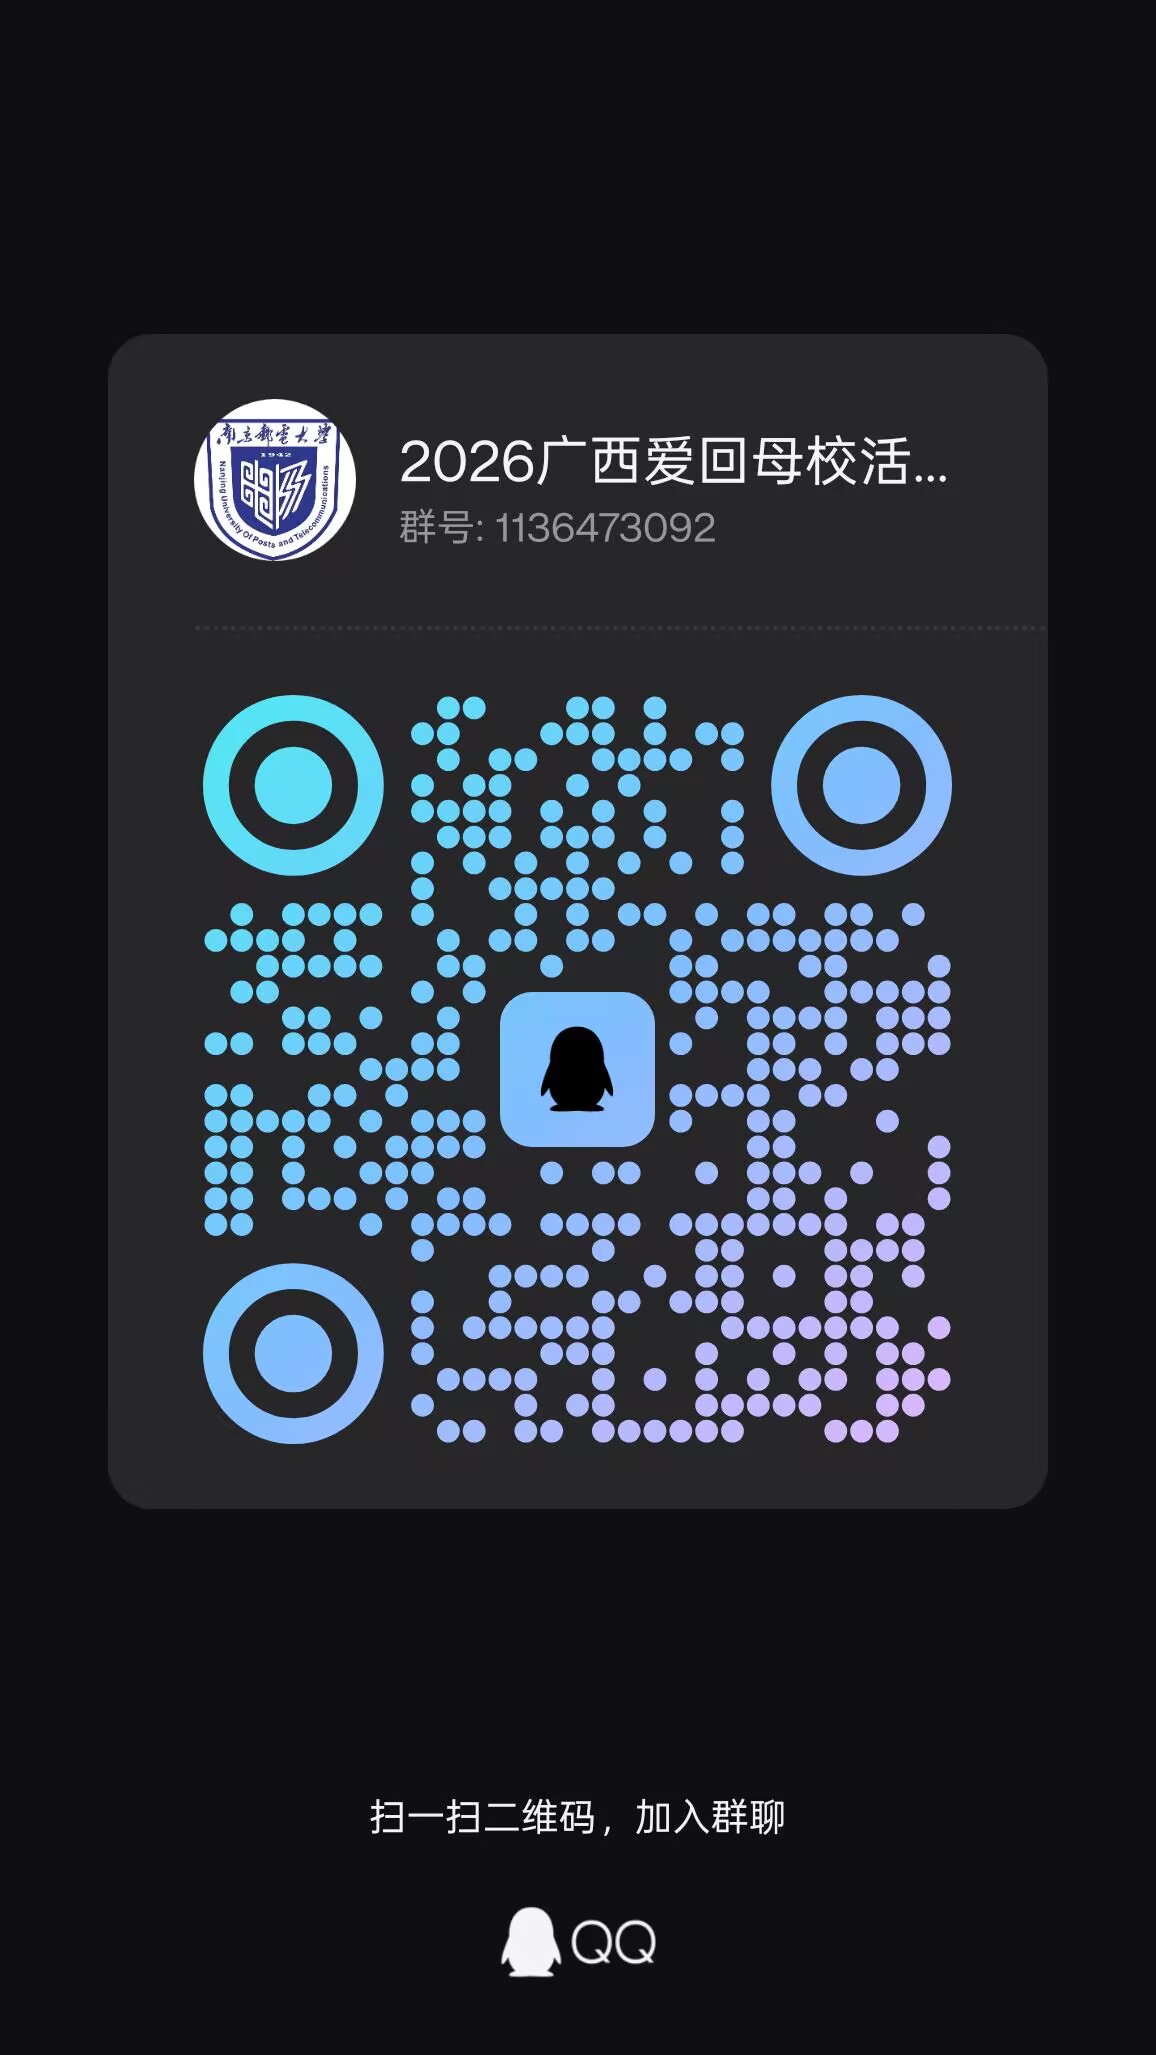 南京邮电大学
1942
Nanjing University Of Posts and Telecommunications
2026广西爱回母校活...
群号: 1136473092
扫一扫二维码，加入群聊
QQ